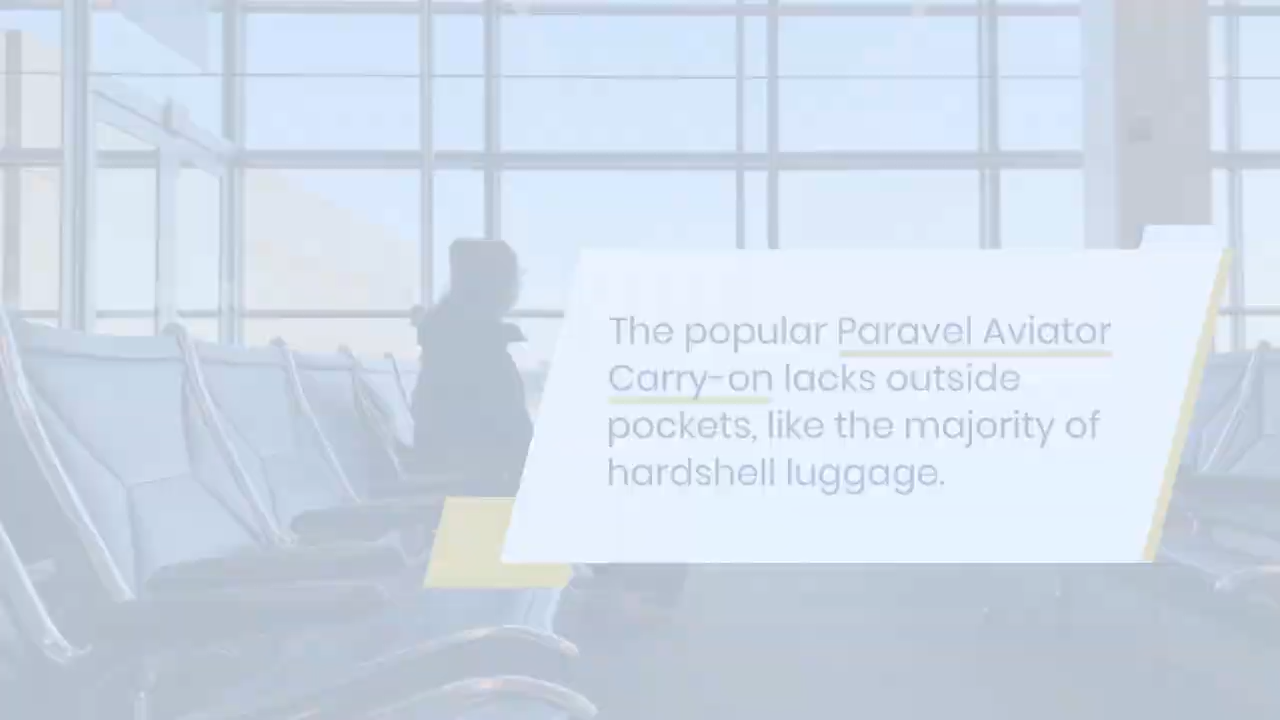 The popular Paravel Aviator
Carry-on lacks outside
pockets, like the majority of
hardshell luggage.